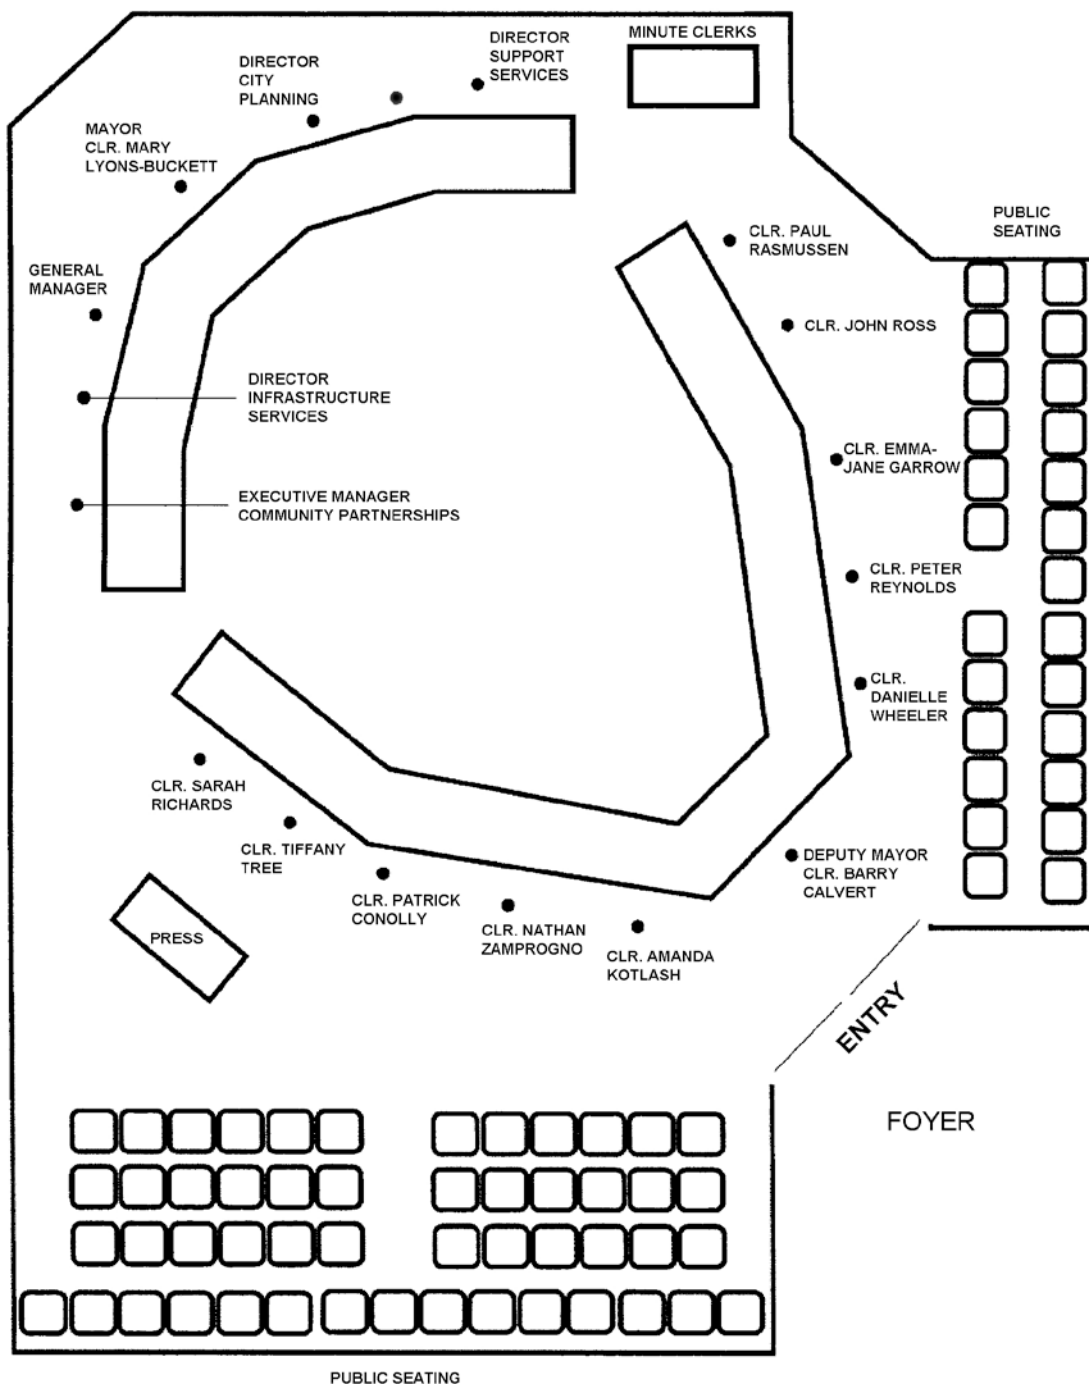 MINUTE CLERKS
DIRECTOR
SUPPORT
SERVICES
DIRECTOR
CITY
PLANNING
MAYOR
CLR. MARY
LYONS-BUCKETT
GENERAL
MANAGER
DIRECTOR
INFRASTRUCTURE
SERVICES
EXECUTIVE MANAGER
COMMUNITY PARTNERSHIPS
CLR. PAUL
RASMUSSEN
PUBLIC
SEATING
CLR. JOHN ROSS
CLR. EMMA-
JANE GARROW
CLR. PETER
REYNOLDS
CLR.
DANIELLE
WHEELER
DEPUTY MAYOR
CLR. BARRY
CALVERT
CLR. SARAH
RICHARDS
CLR. TIFFANY
TREE
CLR. PATRICK
CONOLLY
CLR. NATHAN
ZAMPROGNO
CLR. AMANDA
KOTLASH
PRESS
ENTRY
FOYER
PUBLIC SEATING